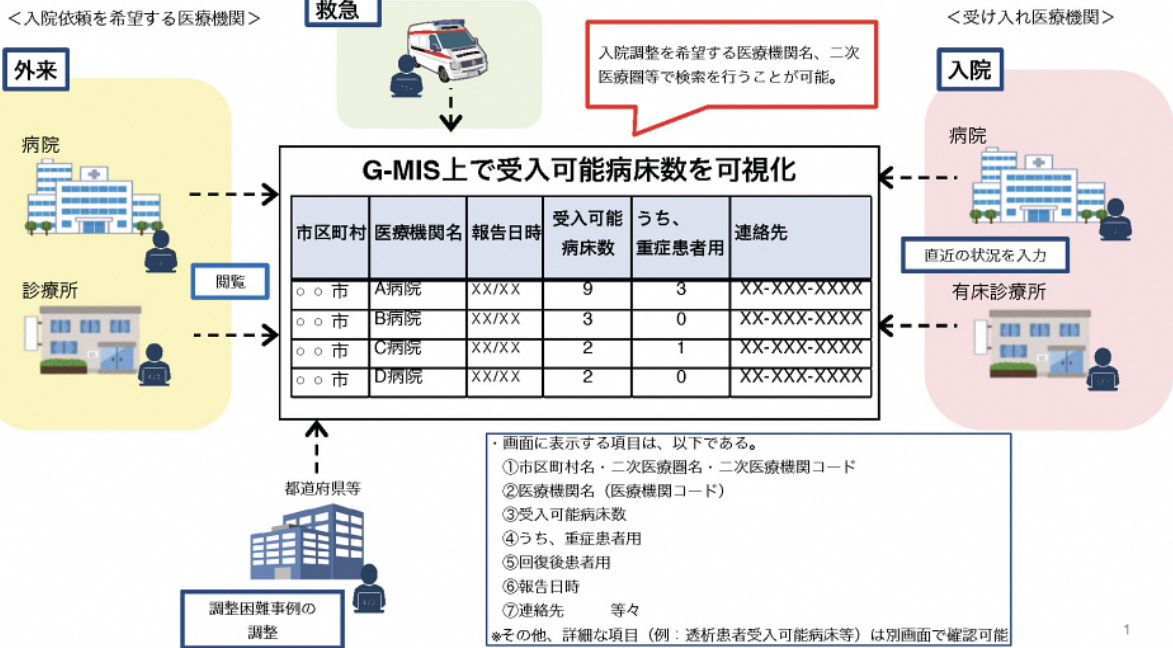 ＜入院依頼を希望する医療機関＞
救急
＜受け入れ医療機関＞
外来
入院
入院調整を希望する医療機関名、二次
医療圏等で検索を行うことが可能。
病院
診療所
閲覧
G-MIS上で受入可能病床数を可視化
市区町村 医療機関名 報告日時 受入可能病床数 うち、重症患者用 連絡先
○○市 A病院 XX/XX 9 3 XX-XXX-XXXX
○○市 B病院 XX/XX 3 0 XX-XXX-XXXX
○○市 C病院 XX/XX 2 1 XX-XXX-XXXX
○○市 D病院 XX/XX 2 0 XX-XXX-XXXX
病院
直近の状況を入力
有床診療所
都道府県等
調整困難事例の
調整
・画面に表示する項目は、以下である。
①市区町村名・二次医療圏名・二次医療機関コード
②医療機関名（医療機関コード）
③受入可能病床数
④うち、重症患者用
⑤回復後患者用
⑥報告日時
⑦連絡先　　等々
※その他、詳細な項目（例：透析患者受入可能病床等）は別画面で確認可能
1